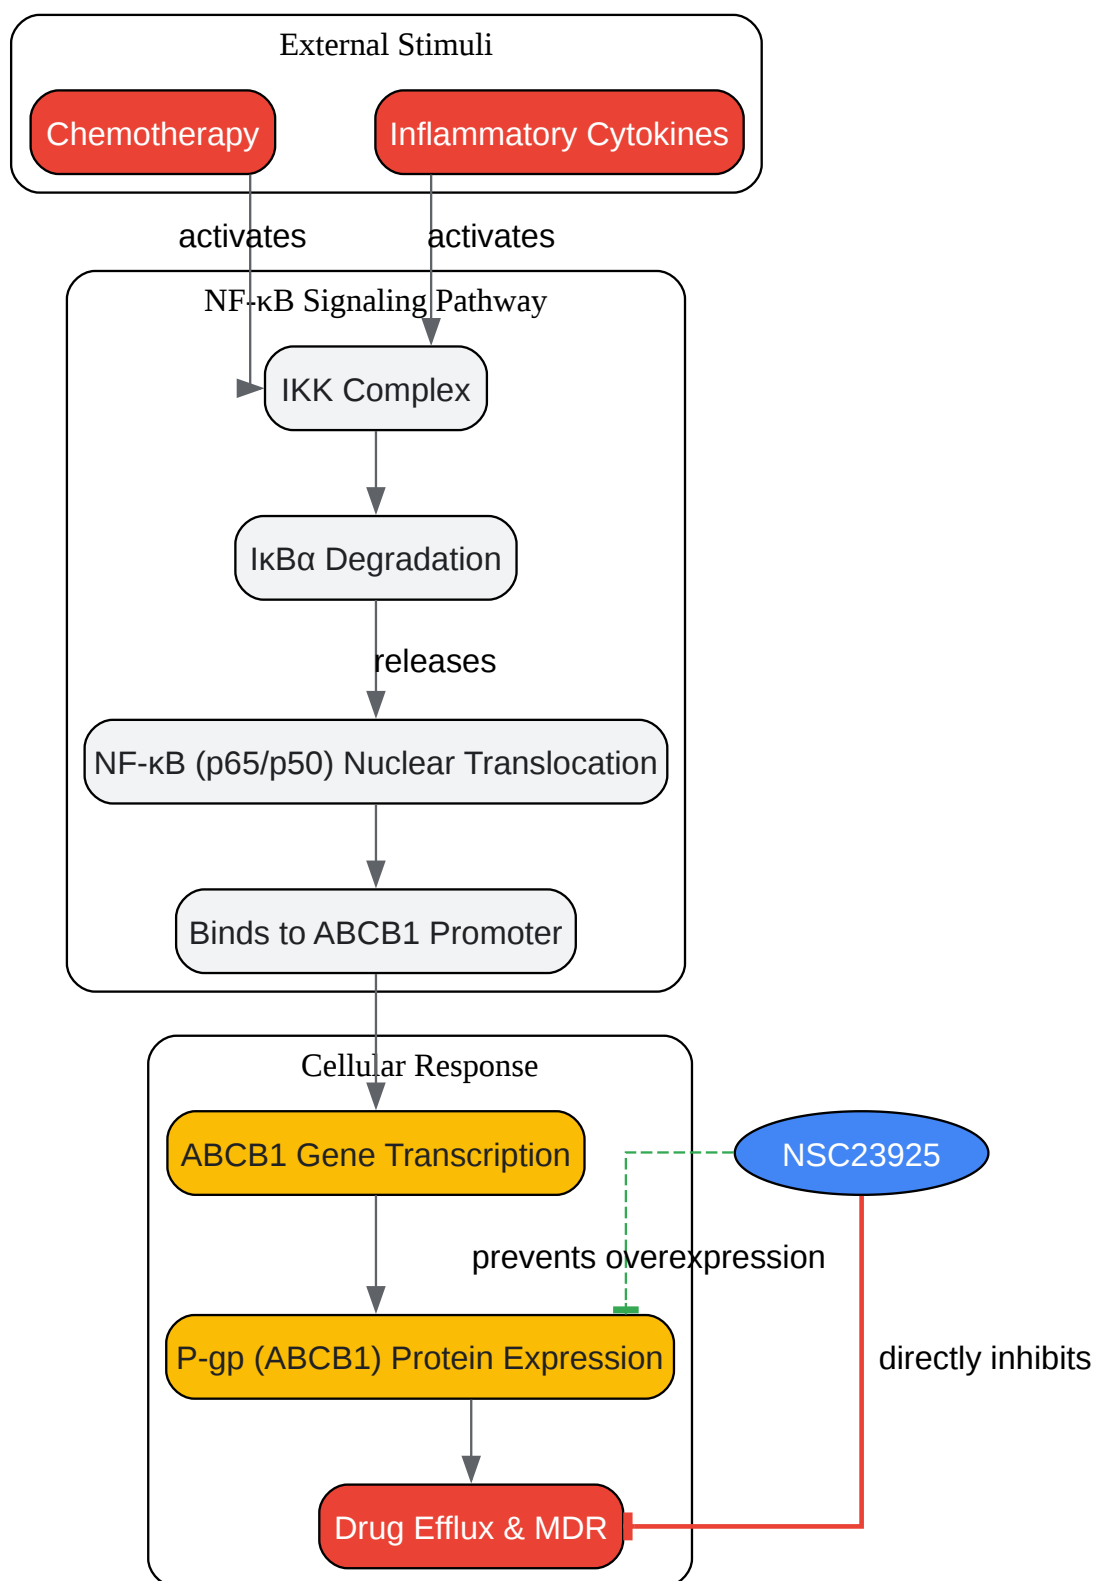 External Stimuli
Chemotherapy
Inflammatory Cytokines
activates
activates
NF-κB Signaling Pathway
IKK Complex
IκBα Degradation
releases
NF-κB (p65/p50) Nuclear Translocation
Binds to ABCB1 Promoter
Cellular Response
ABCB1 Gene Transcription
NSC23925
prevents overexpression
P-gp (ABCB1) Protein Expression
directly inhibits
Drug Efflux & MDR